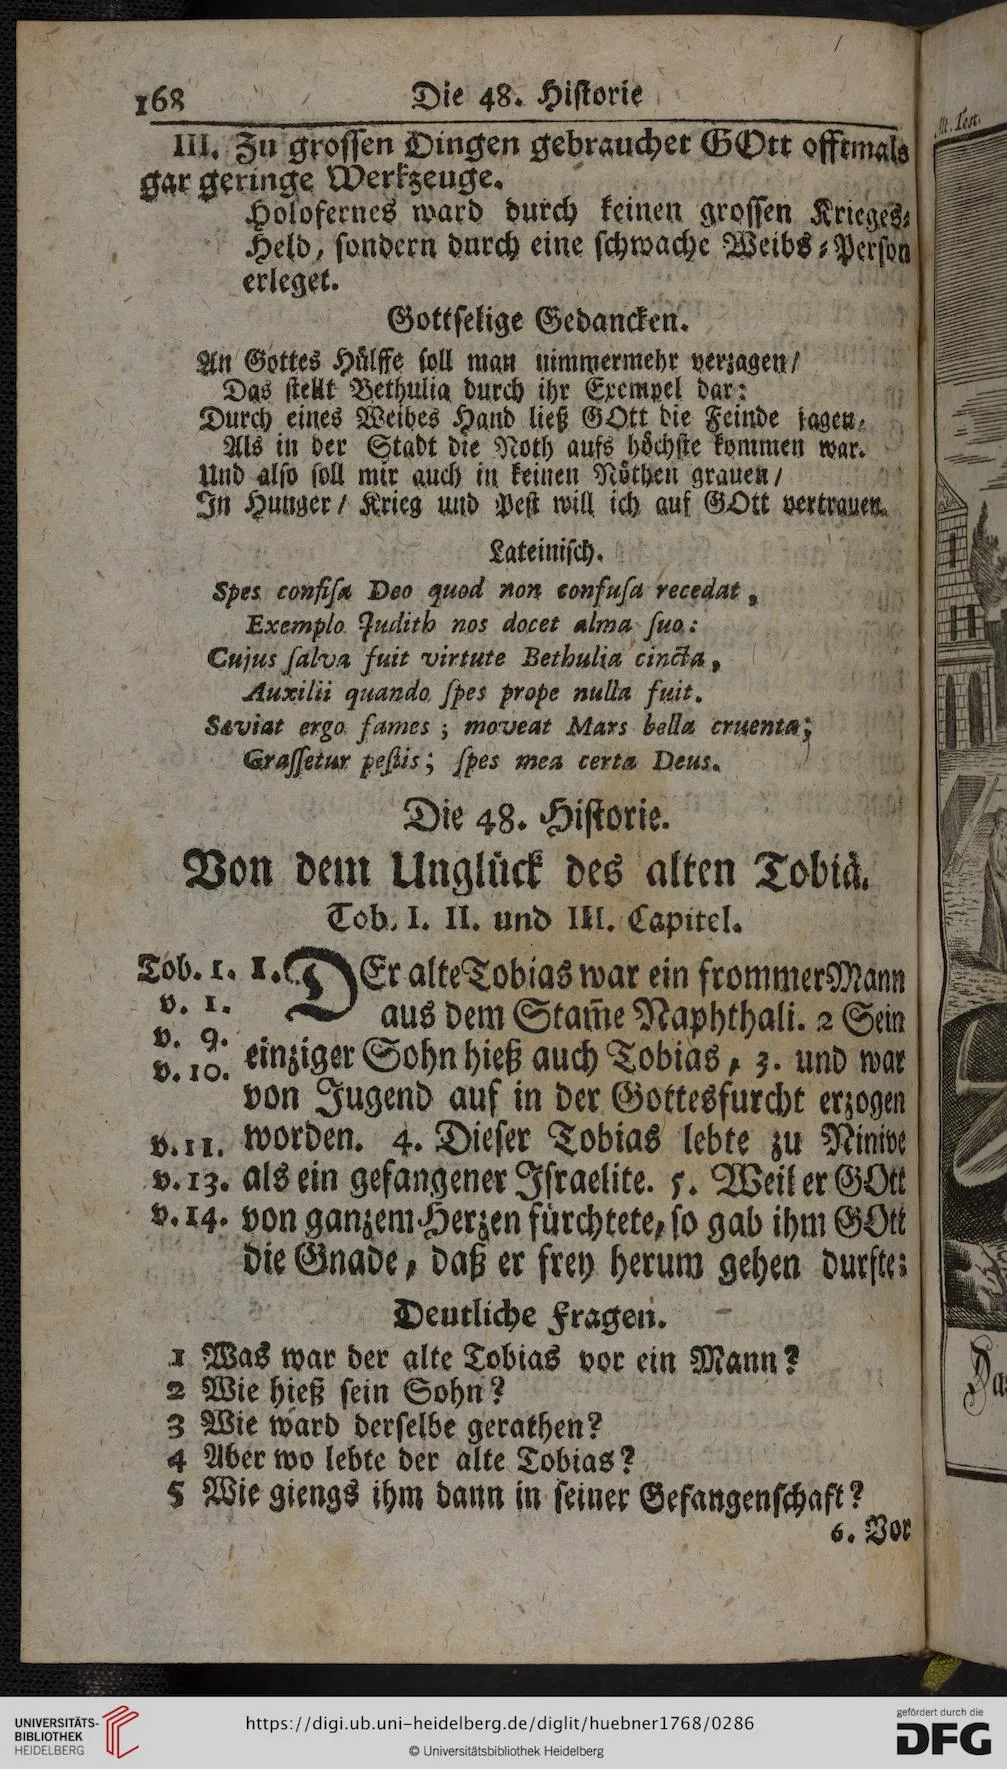 168 Die 48. Historie
III. Zu grossen Dingen gebrauchet GOtt offtmals
gar geringe Werkzeuge.
Holofernes ward durch keinen grossen Krieges-
Held, sondern durch eine schwache Weibs-Person
erleget.
Gottselige Gedancken.
An Gottes Hülffe soll man nimmermehr verzagen/
Das stellt Bethulia durch ihr Exempel dar:
Durch eines Weibes Hand ließ GOtt die Feinde jagen,
Als in der Stadt die Noth aufs höchste kommen war.
Und also soll mir auch in keinen Nöthen grauen/
In Hunger/ Krieg und Pest will ich auf GOtt vertrauen.
Lateinisch.
Spes confisa Deo quod non confusa recedat,
Exemplo Judith nos docet alma suo:
Cujus salva fuit virtute Bethulia cincta,
Auxilii quando spes prope nulla fuit.
Sæviat ergo fames; moveat Mars bella cruenta;
Grassetur pestis; spes mea certa Deus.
Die 48. Historie.
Von dem Unglück des alten Tobiä.
Tob. I. II. und III. Capitel.
Tob. 1. 1. DEr alte Tobias war ein frommer Mann
v. 1. aus dem Stam̃e Naphthali. 2 Sein
v. 9. einziger Sohn hieß auch Tobias, 3. und war
v. 10. von Jugend auf in der Gottesfurcht erzogen
v. 11. worden. 4. Dieser Tobias lebte zu Ninive
v. 13. als ein gefangener Israelite. 5. Weil er GOtt
v. 14. von ganzem Herzen fürchtete, so gab ihm GOtt
die Gnade, daß er frey herum gehen durfte;
Deutliche Fragen.
1 Was war der alte Tobias vor ein Mann?
2 Wie hieß sein Sohn?
3 Wie ward derselbe gerathen?
4 Aber wo lebte der alte Tobias?
5 Wie giengs ihm dann in seiner Gefangenschaft?
6. Vor
Alt. Test.
UNIVERSITÄTS-
BIBLIOTHEK
HEIDELBERG
https://digi.ub.uni-heidelberg.de/diglit/huebner1768/0286
© Universitätsbibliothek Heidelberg
gefördert durch die
DFG